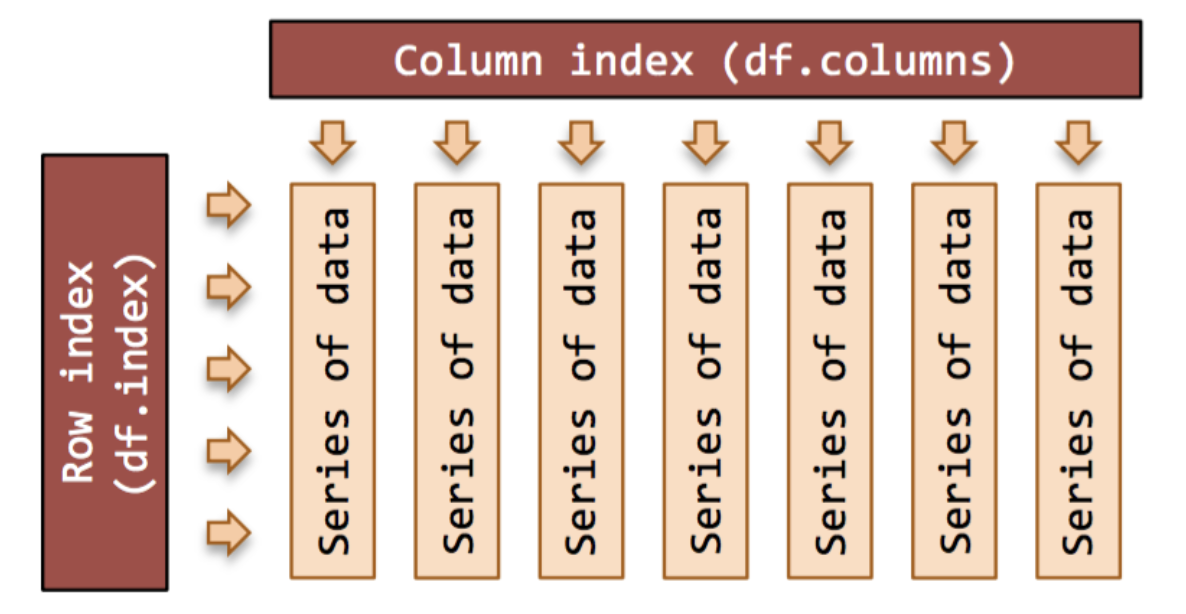 Column index (df.columns)
Row index
(df.index)
Series of data
Series of data
Series of data
Series of data
Series of data
Series of data
Series of data